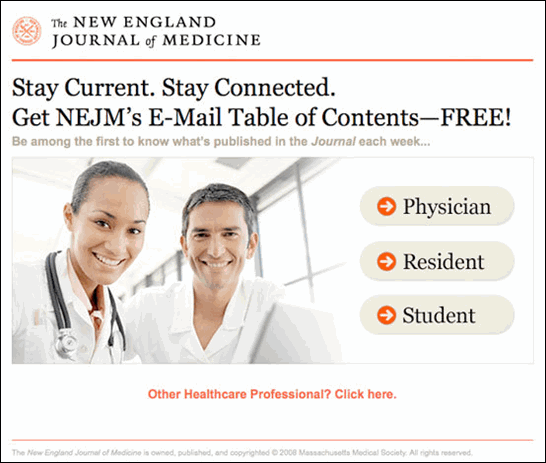 The NEW ENGLAND
JOURNAL of MEDICINE
Stay Current. Stay Connected.
Get NEJM's E-Mail Table of Contents—FREE!
Be among the first to know what's published in the Journal each week...
Physician
Resident
Student
Other Healthcare Professional? Click here.
The New England Journal of Medicine is owned, published, and copyrighted © 2008 Massachusetts Medical Society. All rights reserved.